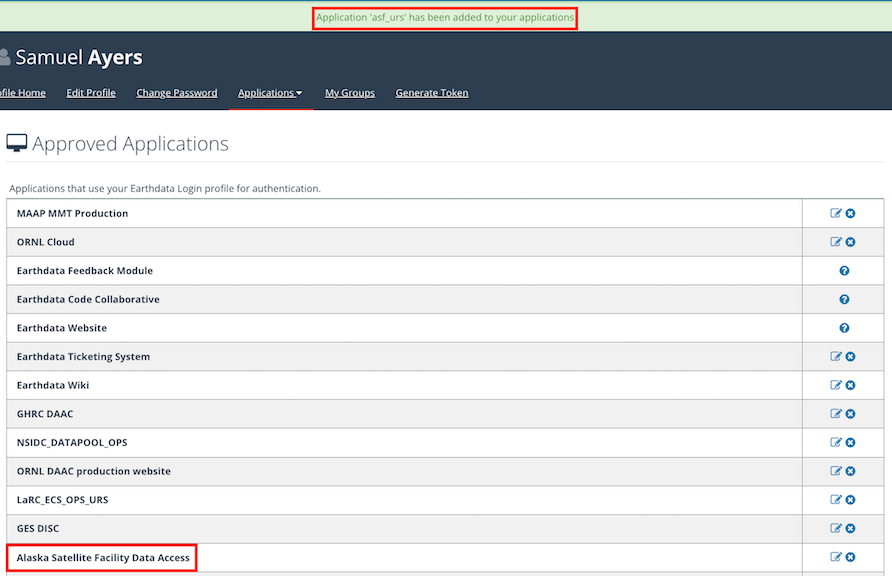 Application 'asf_urs' has been added to your applications
Samuel Ayers
ofile Home Edit Profile Change Password Applications My Groups Generate Token
Approved Applications
Applications that use your Earthdata Login profile for authentication.
MAAP MMT Production
ORNL Cloud
Earthdata Feedback Module
Earthdata Code Collaborative
Earthdata Website
Earthdata Ticketing System
Earthdata Wiki
GHRC DAAC
NSIDC_DATAPOOL_OPS
ORNL DAAC production website
LaRC_ECS_OPS_URS
GES DISC
Alaska Satellite Facility Data Access